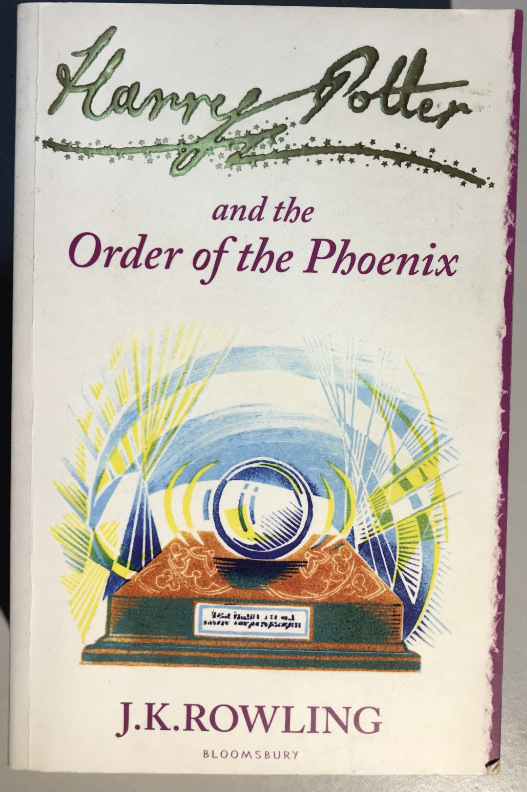 Harry Potter
and the
Order of the Phoenix
J.K.ROWLING
BLOOMSBURY